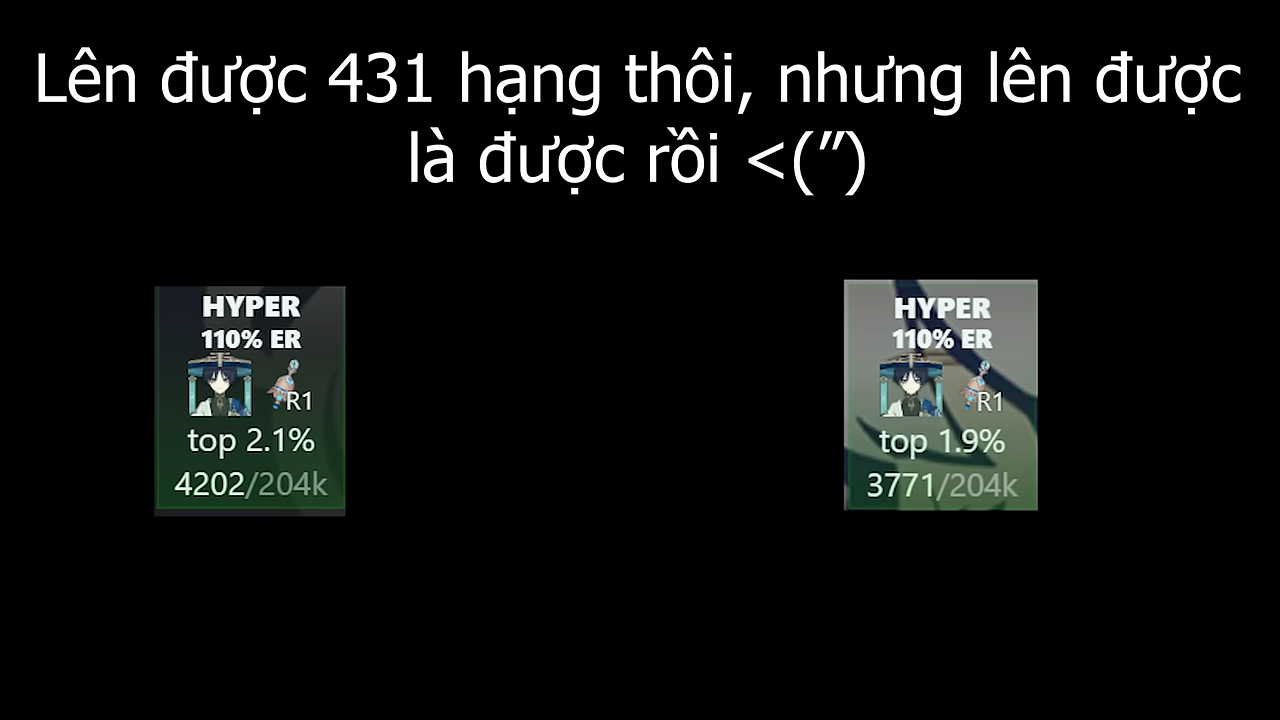 Lên được 431 hạng thôi, nhưng lên được
là được rồi <(”)
HYPER
110% ER
R1
top 2.1%
4202/204k
HYPER
110% ER
R1
top 1.9%
3771/204k